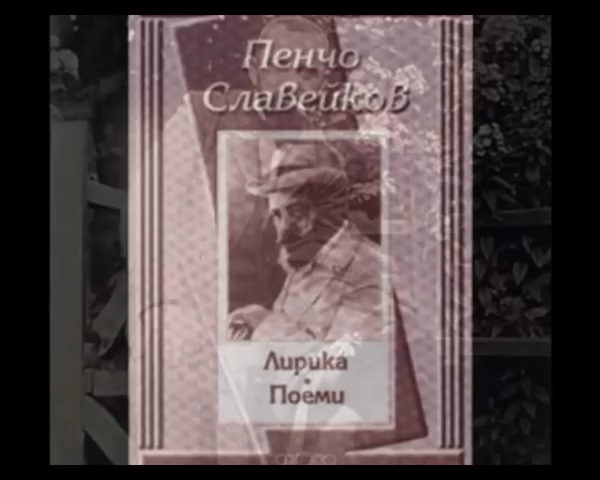 Пенчо
Славейков
Лирика
Поеми